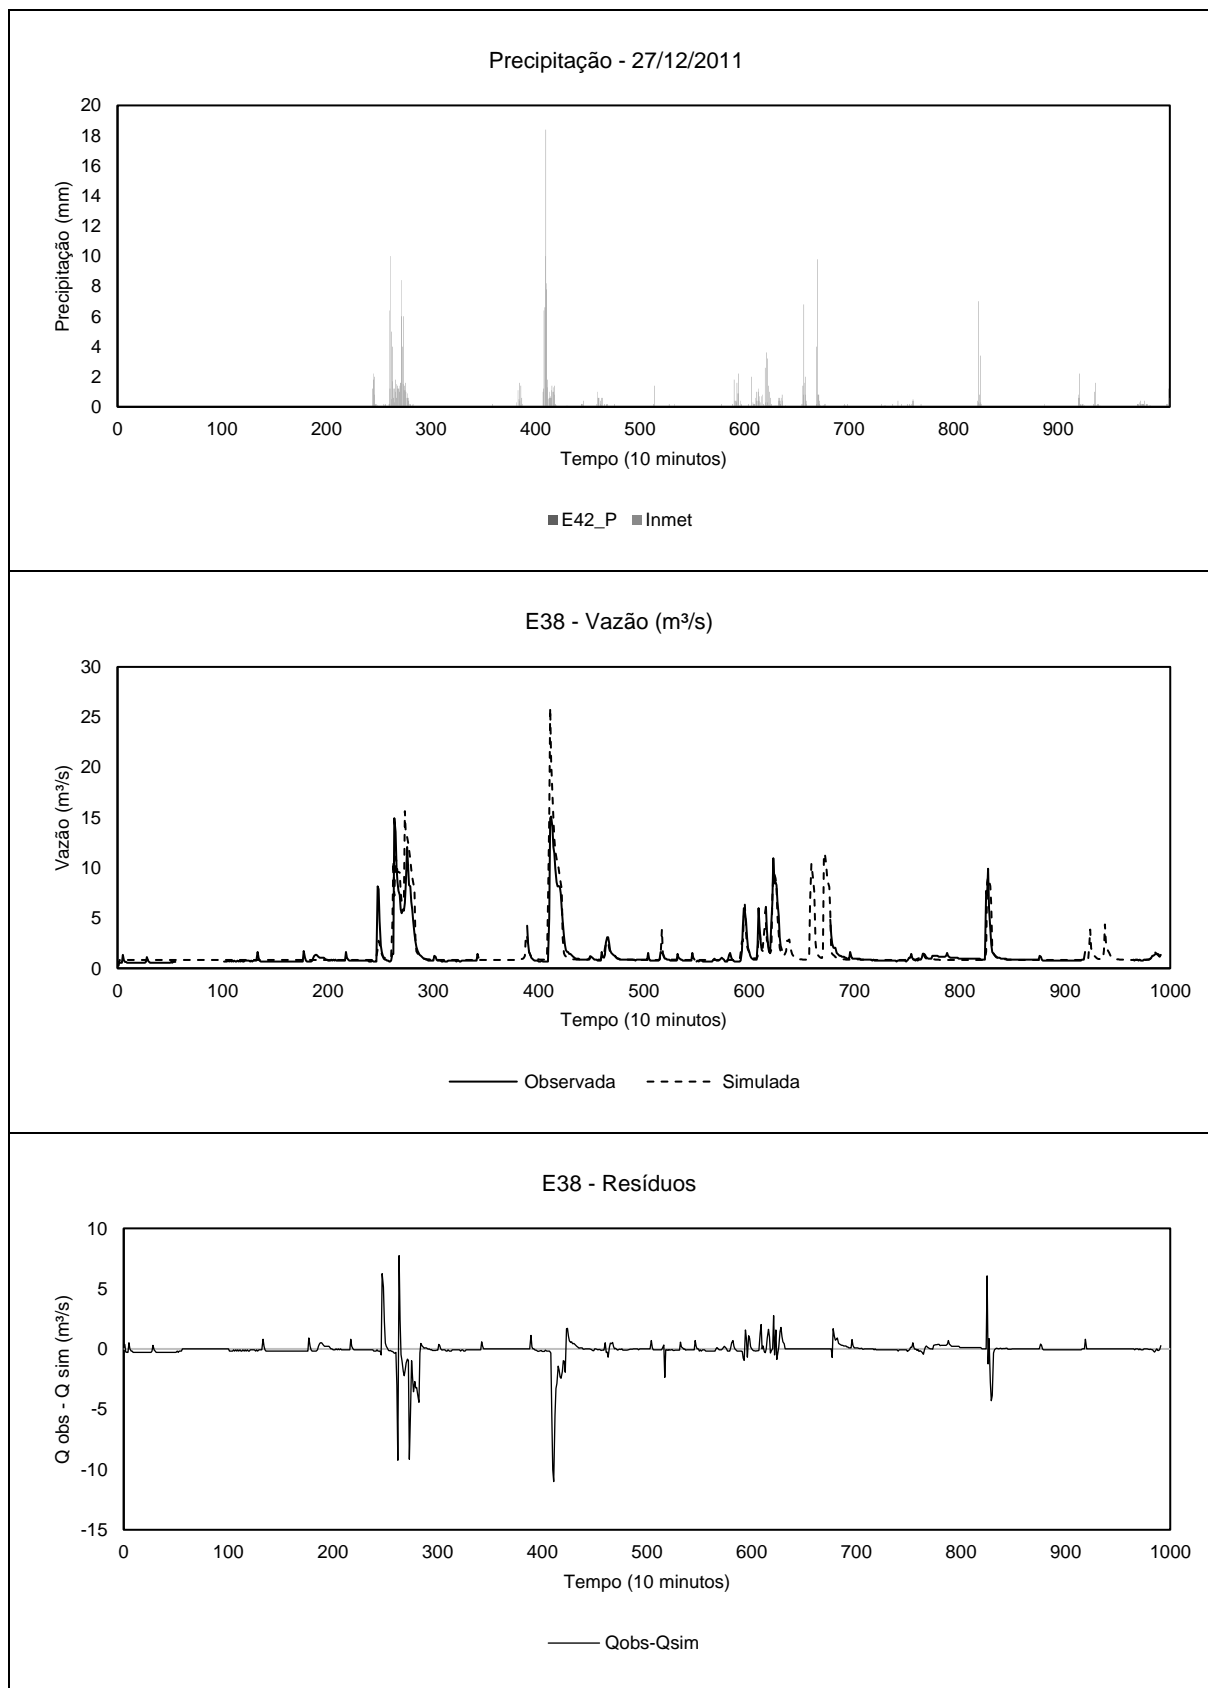 Precipitação - 27/12/2011
Precipitação (mm)
20
18
16
14
12
10
8
6
4
2
0
0 100 200 300 400 500 600 700 800 900
Tempo (10 minutos)
E42_P Inmet
E38 - Vazão (m³/s)
Vazão (m³/s)
30
25
20
15
10
5
0
0 100 200 300 400 500 600 700 800 900 1000
Tempo (10 minutos)
Observada Simulada
E38 - Resíduos
Q obs - Q sim (m³/s)
10
5
0
-5
-10
-15
0 100 200 300 400 500 600 700 800 900 1000
Tempo (10 minutos)
Qobs-Qsim